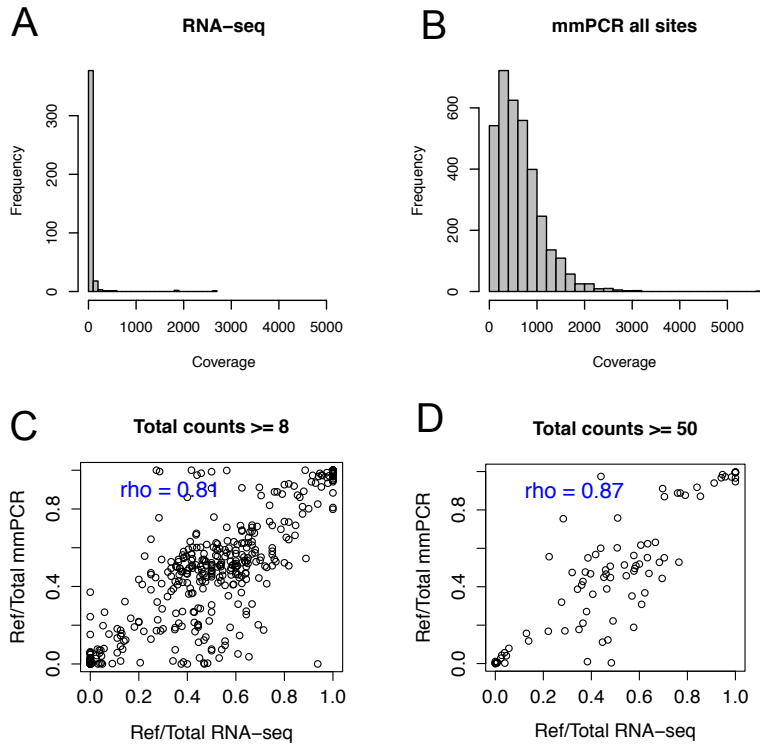 A
RNA−seq
Frequency
0 100 200 300
0 1000 2000 3000 4000 5000
Coverage
B
mmPCR all sites
Frequency
0 200 400 600
0 1000 2000 3000 4000 5000
Coverage
C
Total counts >= 8
rho = 0.81
Ref/Total mmPCR
0.0 0.4 0.8
0.0 0.2 0.4 0.6 0.8 1.0
Ref/Total RNA−seq
D
Total counts >= 50
rho = 0.87
Ref/Total mmPCR
0.0 0.4 0.8
0.0 0.2 0.4 0.6 0.8 1.0
Ref/Total RNA−seq